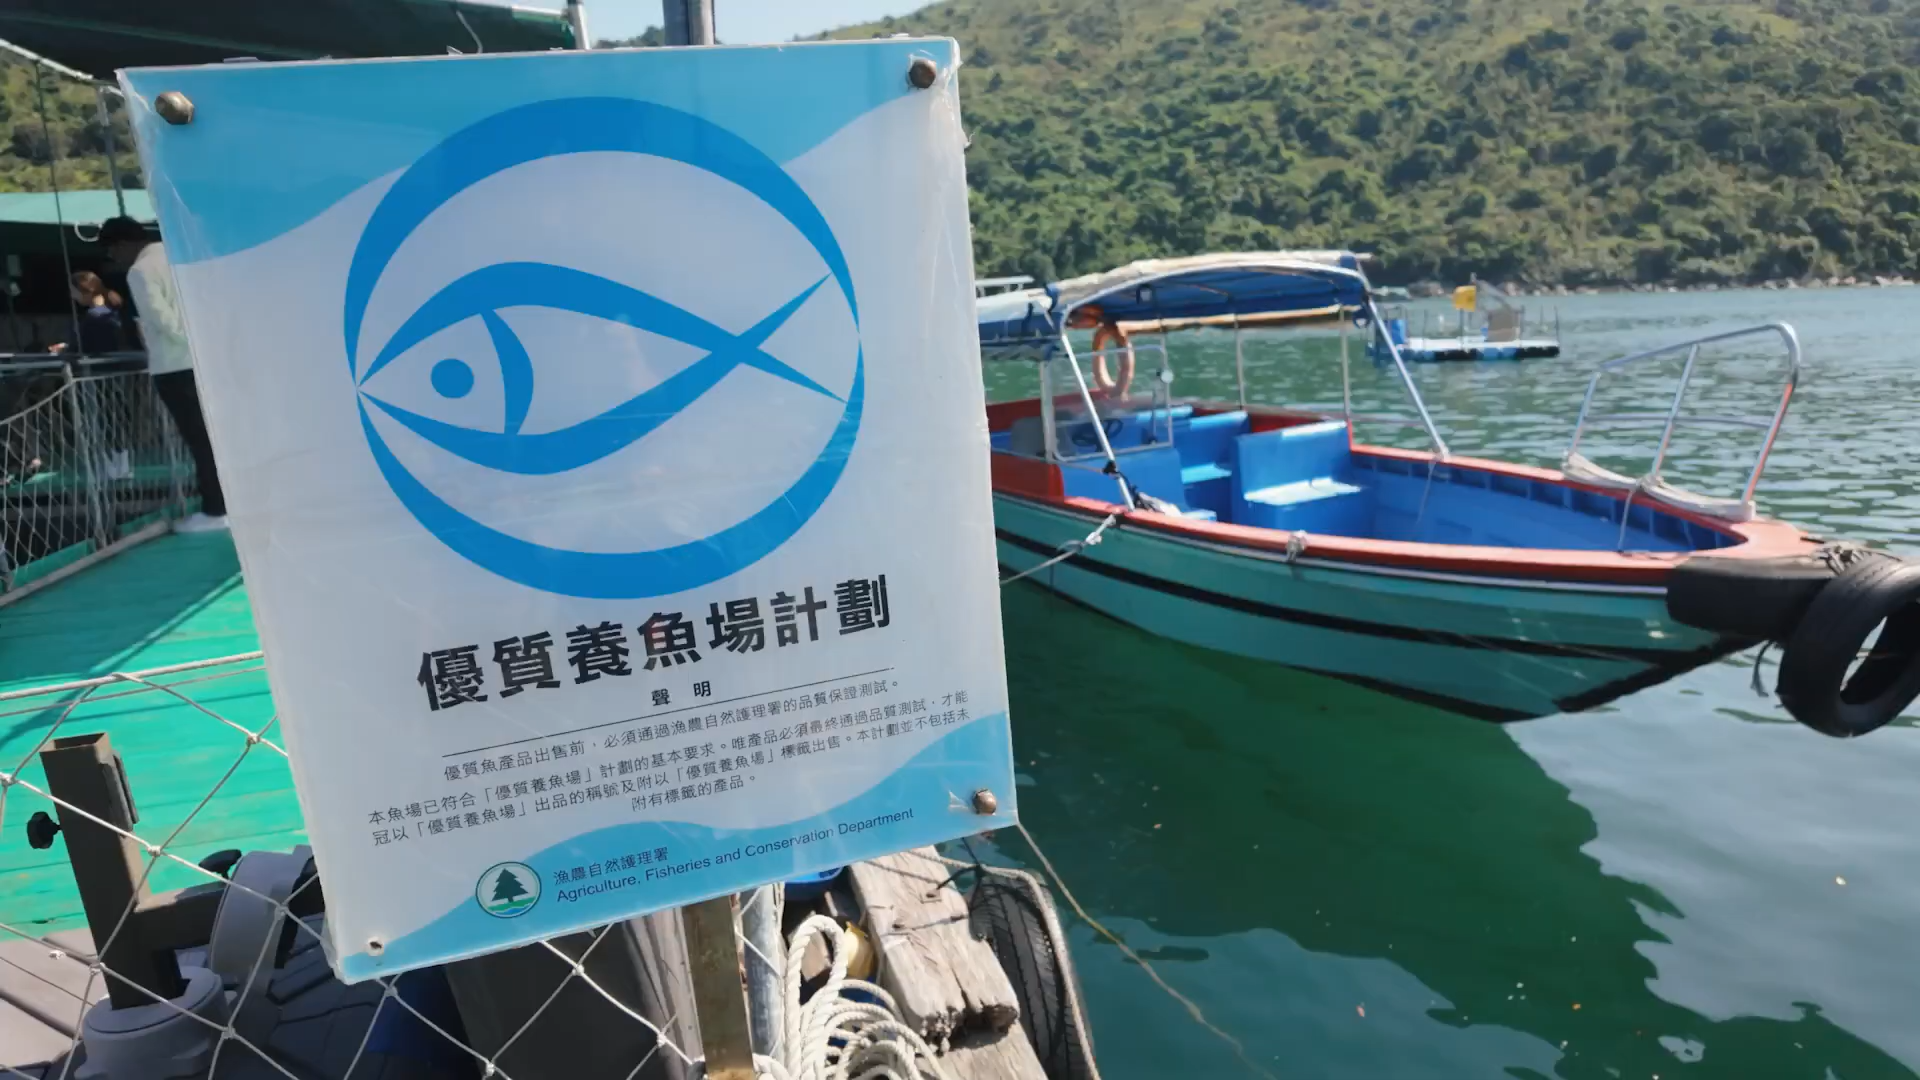 優質養魚場計劃
聲 明
優質魚產品出售前，必須通過漁農自然護理署的品質保證測試。
本魚場已符合「優質養魚場」計劃的基本要求。唯產品必須最終通過品質測試，才能
冠以「優質養魚場」出品的稱號及附以「優質養魚場」標籤出售。本計劃並不包括未
附有標籤的產品。
漁農自然護理署
Agriculture, Fisheries and Conservation Department